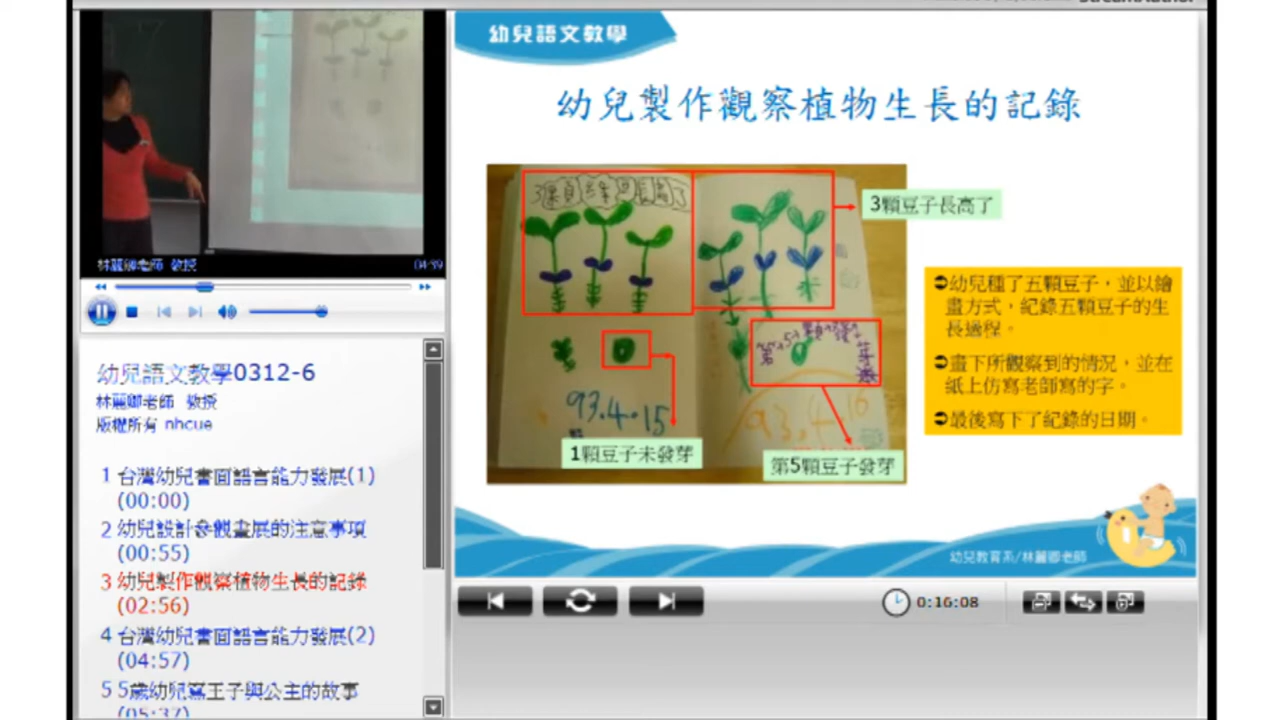 幼兒語文教學
幼兒製作觀察植物生長的記錄
3顆豆子長高了
93.4.15
93.4.16
1顆豆子未發芽
第5顆豆子發芽
幼兒種了五顆豆子，並以繪
畫方式，紀錄五顆豆子的生
長過程。
畫下所觀察到的情況，並在
紙上仿寫老師寫的字。
最後寫下了紀錄的日期。
幼兒教育系/林麗卿老師
林麗卿老師 教授
04:59
幼兒語文教學0312-6
林麗卿老師 教授
版權所有 nhcue
1 台灣幼兒書面語言能力發展(1)
(00:00)
2 幼兒設計參觀畫展的注意事項
(00:55)
3 幼兒製作觀察植物生長的記錄
(02:56)
4 台灣幼兒書面語言能力發展(2)
(04:57)
5 5歲幼兒寫王子與公主的故事
(05:37)
0:16:08